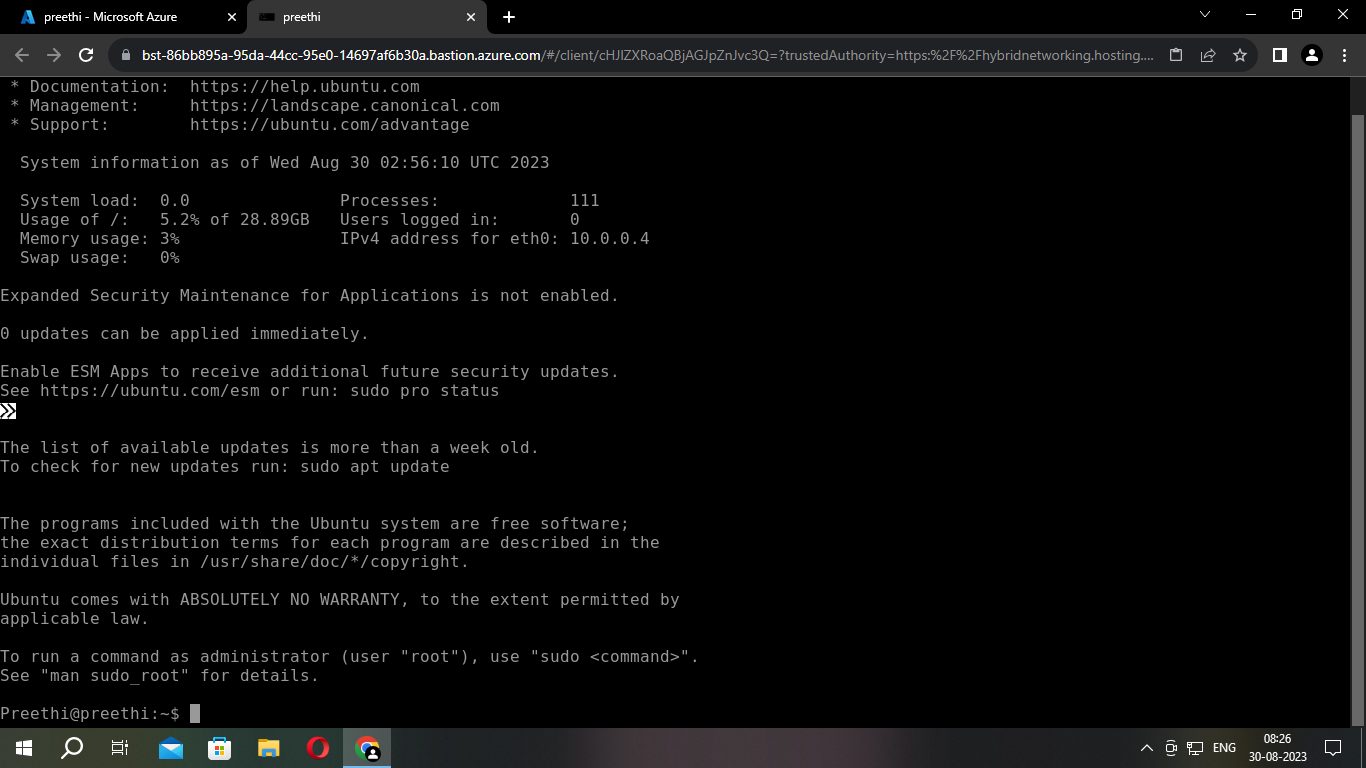 preethi - Microsoft Azure
preethi
bst-86bb895a-95da-44cc-95e0-14697af6b30a.bastion.azure.com/#/client/cHJlZXRoaQBjAGJpZnJvc3Q=?trustedAuthority=https:%2F%2Fhybridnetworking.hosting....
* Documentation:  https://help.ubuntu.com
* Management:     https://landscape.canonical.com
* Support:        https://ubuntu.com/advantage
System information as of Wed Aug 30 02:56:10 UTC 2023
System load:  0.0               Processes:             111
Usage of /:   5.2% of 28.89GB   Users logged in:       0
Memory usage: 3%                IPv4 address for eth0: 10.0.0.4
Swap usage:   0%
Expanded Security Maintenance for Applications is not enabled.
0 updates can be applied immediately.
Enable ESM Apps to receive additional future security updates.
See https://ubuntu.com/esm or run: sudo pro status
The list of available updates is more than a week old.
To check for new updates run: sudo apt update
The programs included with the Ubuntu system are free software;
the exact distribution terms for each program are described in the
individual files in /usr/share/doc/*/copyright.
Ubuntu comes with ABSOLUTELY NO WARRANTY, to the extent permitted by
applicable law.
To run a command as administrator (user "root"), use "sudo <command>".
See "man sudo_root" for details.
Preethi@preethi:~$
ENG
08:26
30-08-2023